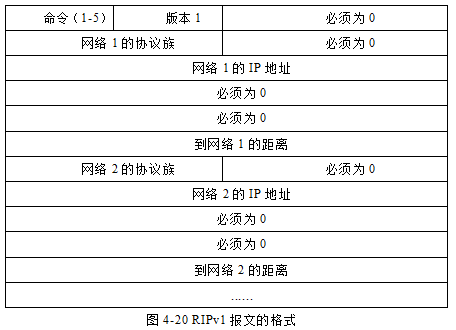 命令（1-5） 版本 1 必须为 0
网络 1 的协议族 必须为 0
网络 1 的 IP 地址
必须为 0
必须为 0
到网络 1 的距离
网络 2 的协议族 必须为 0
网络 2 的 IP 地址
必须为 0
必须为 0
到网络 2 的距离
……
图 4-20 RIPv1 报文的格式